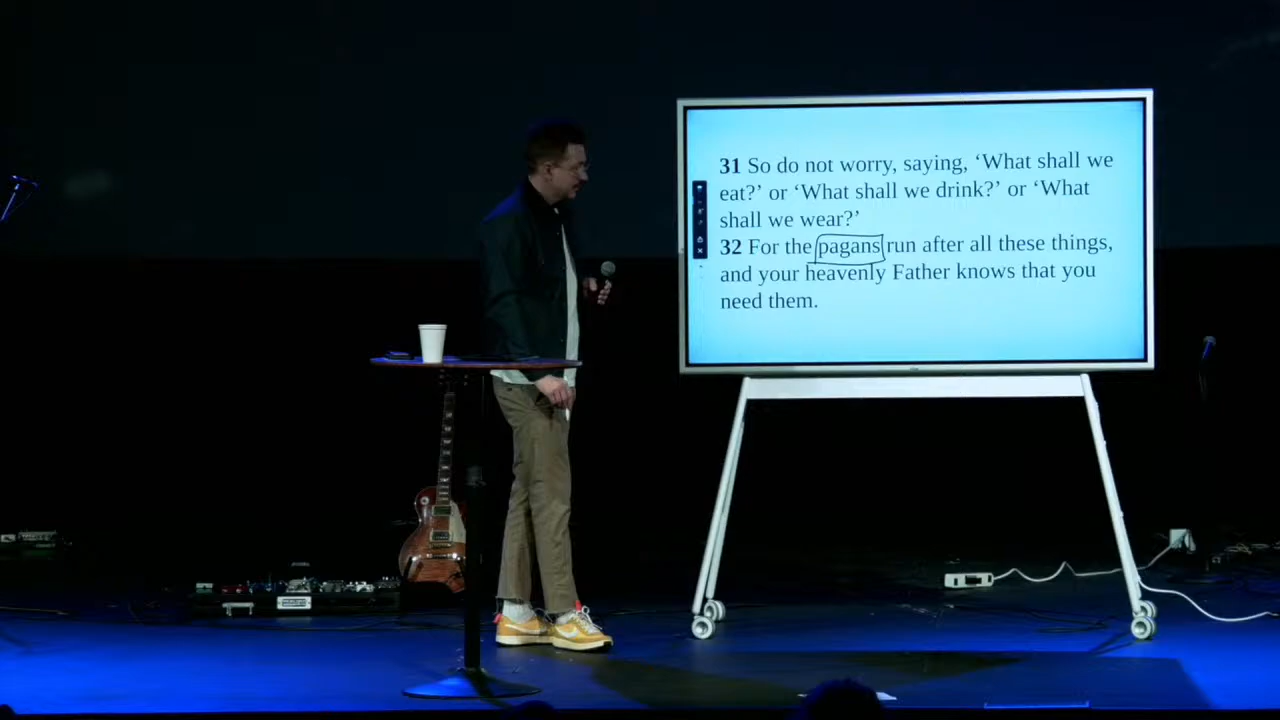 31 So do not worry, saying, ‘What shall we
eat?’ or ‘What shall we drink?’ or ‘What
shall we wear?’
32 For the pagans run after all these things,
and your heavenly Father knows that you
need them.